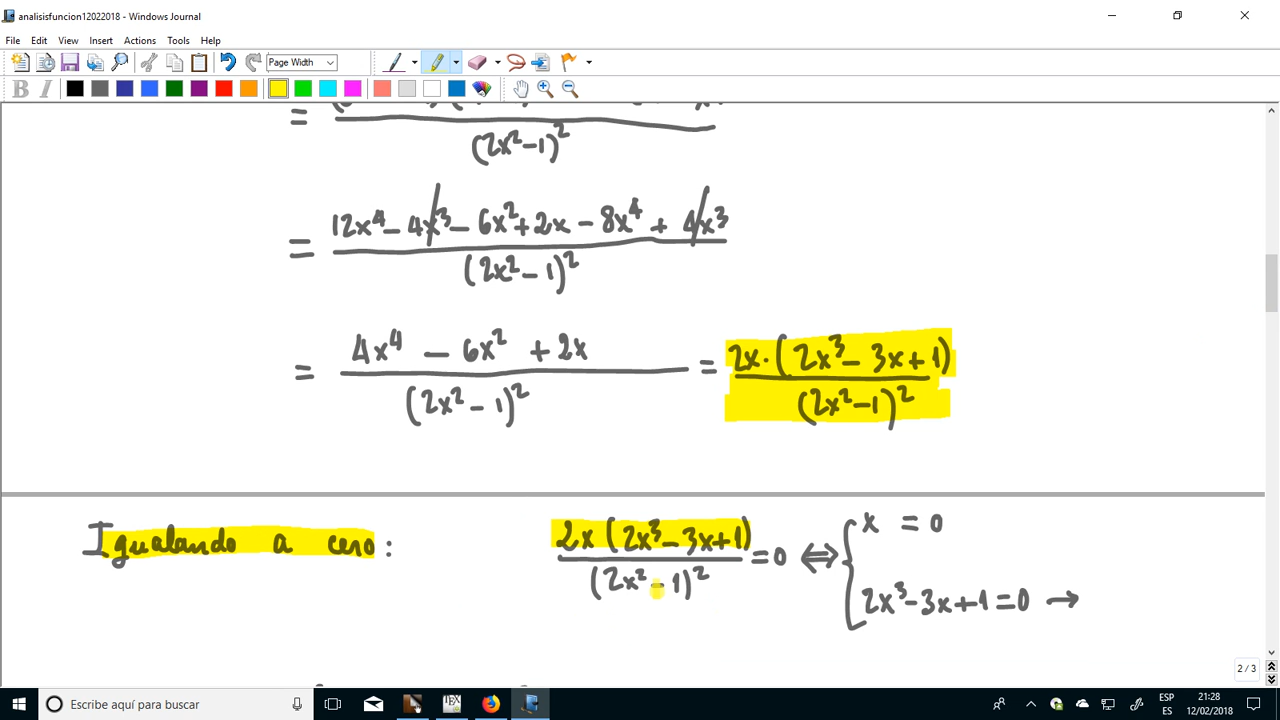 analisisfuncion12022018 - Windows Journal
File Edit View Insert Actions Tools Help
Page Width
B I
=
(2x²-1)²
= 12x⁴ - 4x³ - 6x² + 2x - 8x⁴ + 4x³
(2x² - 1)²
= 4x⁴ - 6x² + 2x = 2x·(2x³ - 3x + 1)
(2x² - 1)² (2x² - 1)²
Igualando a cero: 2x(2x³ - 3x + 1) = 0 ⇔ { x = 0
(2x² - 1)² 2x³ - 3x + 1 = 0 →
2 / 3
Escribe aquí para buscar
ESP
ES
21:28
12/02/2018